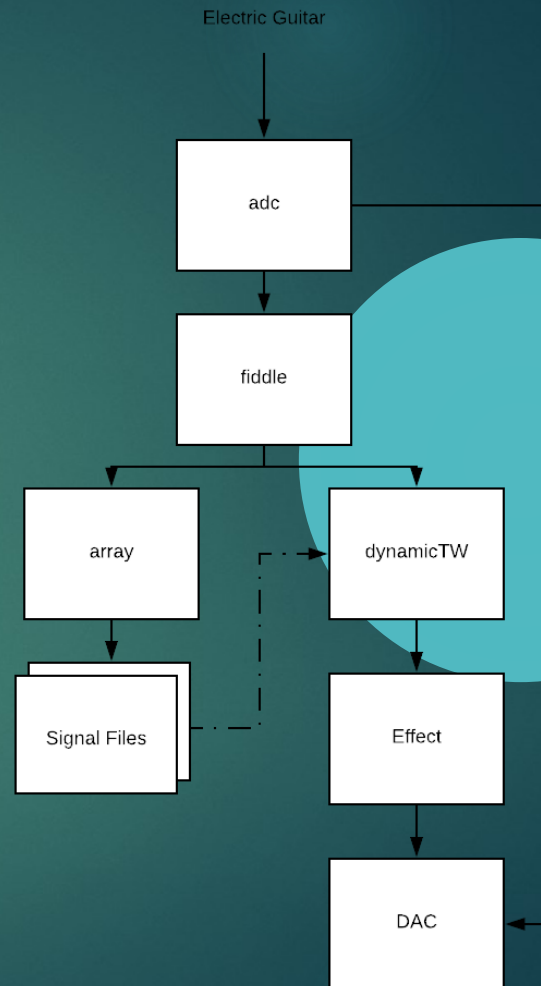 Electric Guitar
adc
fiddle
array
dynamicTW
Signal Files
Effect
DAC